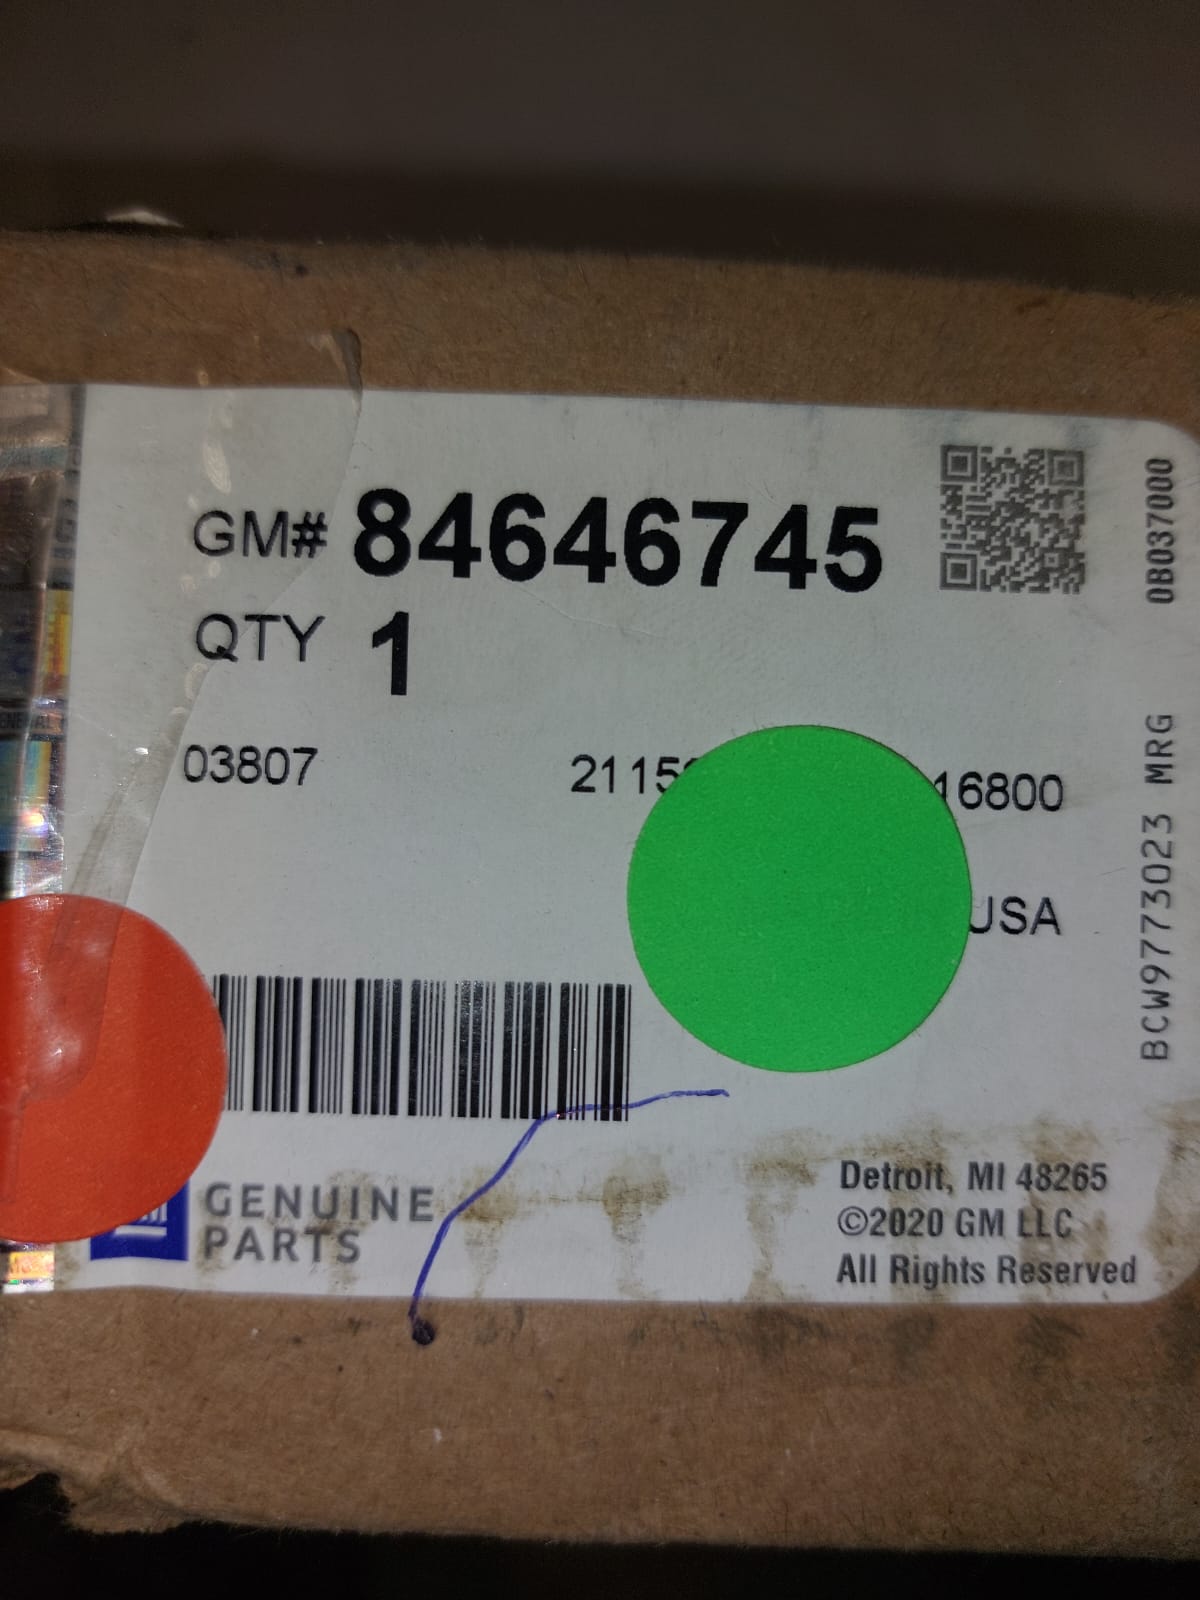 GM# 84646745
QTY 1
03807
16800
USA
GENUINE
PARTS
Detroit, MI 48265
©2020 GM LLC
All Rights Reserved
0B037000
BCW9773023 MRG